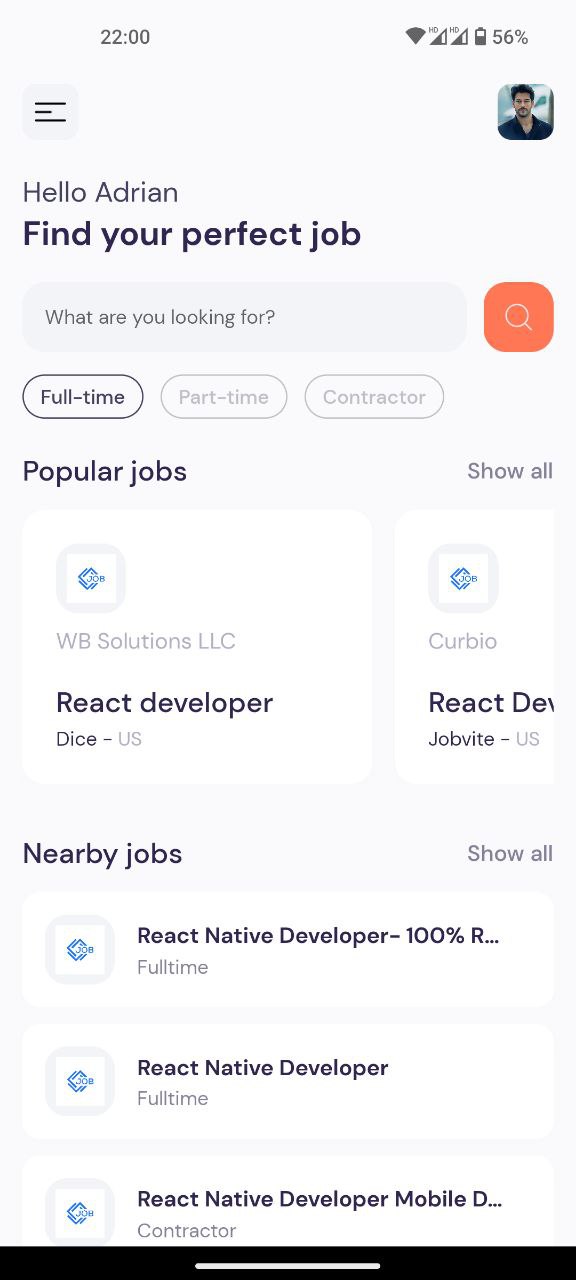 22:00
HD HD 56%
Hello Adrian
Find your perfect job
What are you looking for?
Full-time Part-time Contractor
Popular jobs Show all
JOB JOB
WB Solutions LLC Curbio
React developer React Dev
Dice - US Jobvite - US
Nearby jobs Show all
JOB
React Native Developer- 100% R...
Fulltime
JOB
React Native Developer
Fulltime
JOB
React Native Developer Mobile D...
Contractor